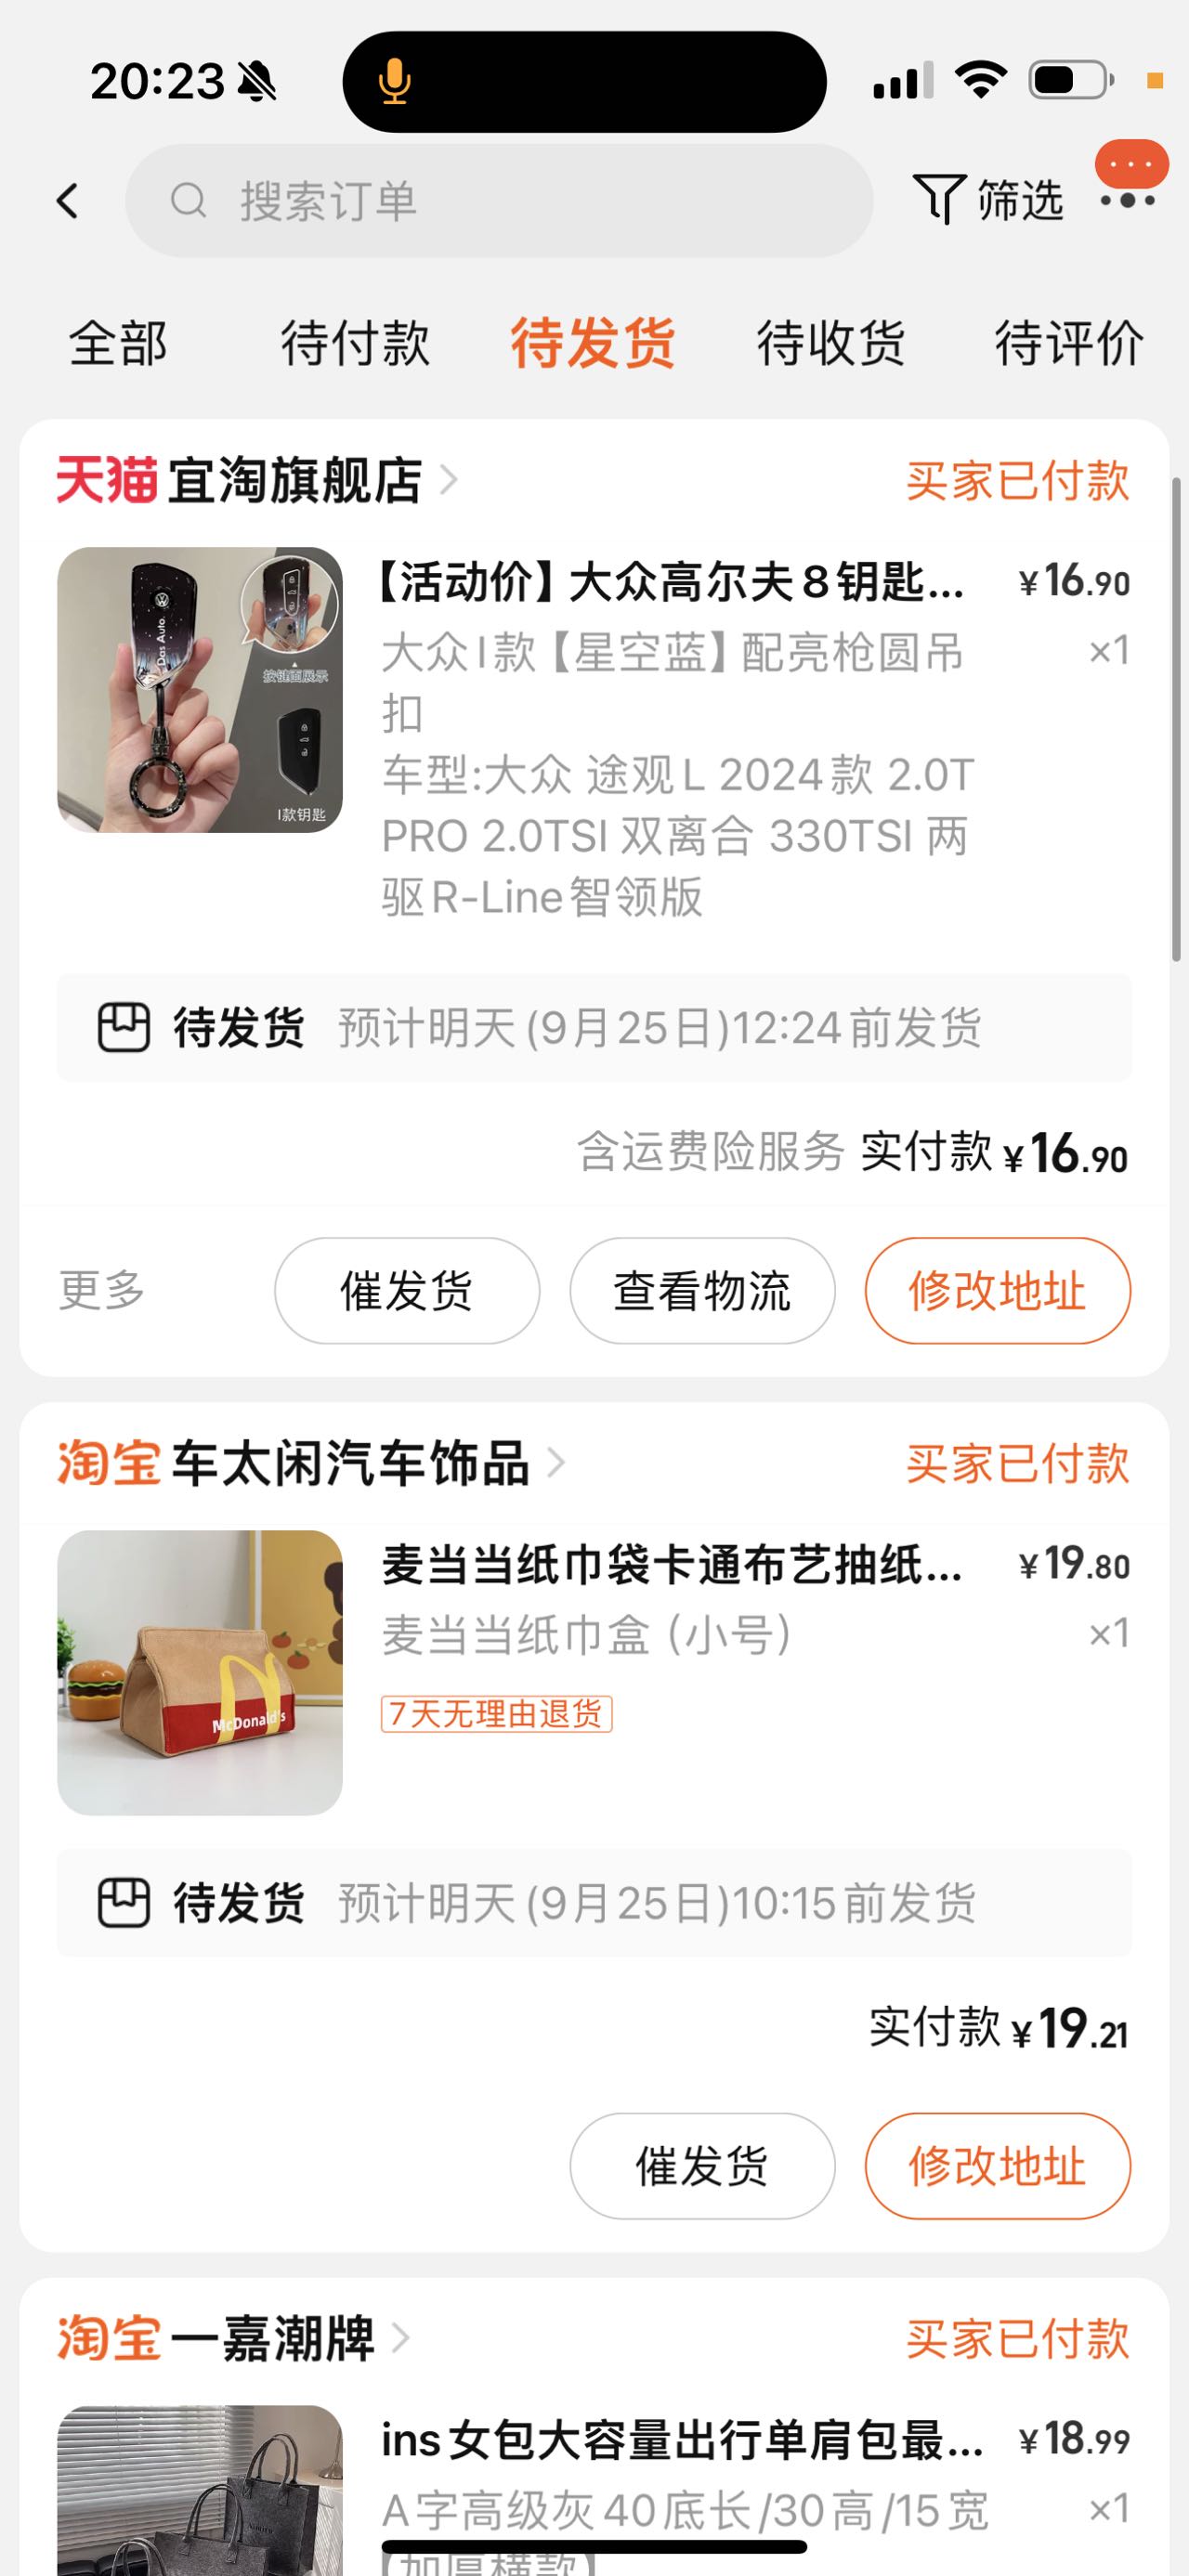 20:23
搜索订单
筛选
全部 待付款 待发货 待收货 待评价
天猫 宜淘旗舰店
买家已付款
Das Auto.
按键面展示
I款钥匙
【活动价】大众高尔夫8钥匙... ¥16.90
大众I款【星空蓝】配亮枪圆吊 ×1
扣
车型:大众 途观L 2024款 2.0T
PRO 2.0TSI 双离合 330TSI 两
驱R-Line智领版
待发货 预计明天(9月25日)12:24前发货
含运费险服务 实付款 ¥16.90
更多 催发货 查看物流 修改地址
淘宝 车太闲汽车饰品
买家已付款
McDonald's
麦当当纸巾袋卡通布艺抽纸... ¥19.80
麦当当纸巾盒（小号） ×1
7天无理由退货
待发货 预计明天(9月25日)10:15前发货
实付款 ¥19.21
催发货 修改地址
淘宝 一嘉潮牌
买家已付款
ins女包大容量出行单肩包最... ¥18.99
A字高级灰40底长/30高/15宽 ×1
【加厚横款】